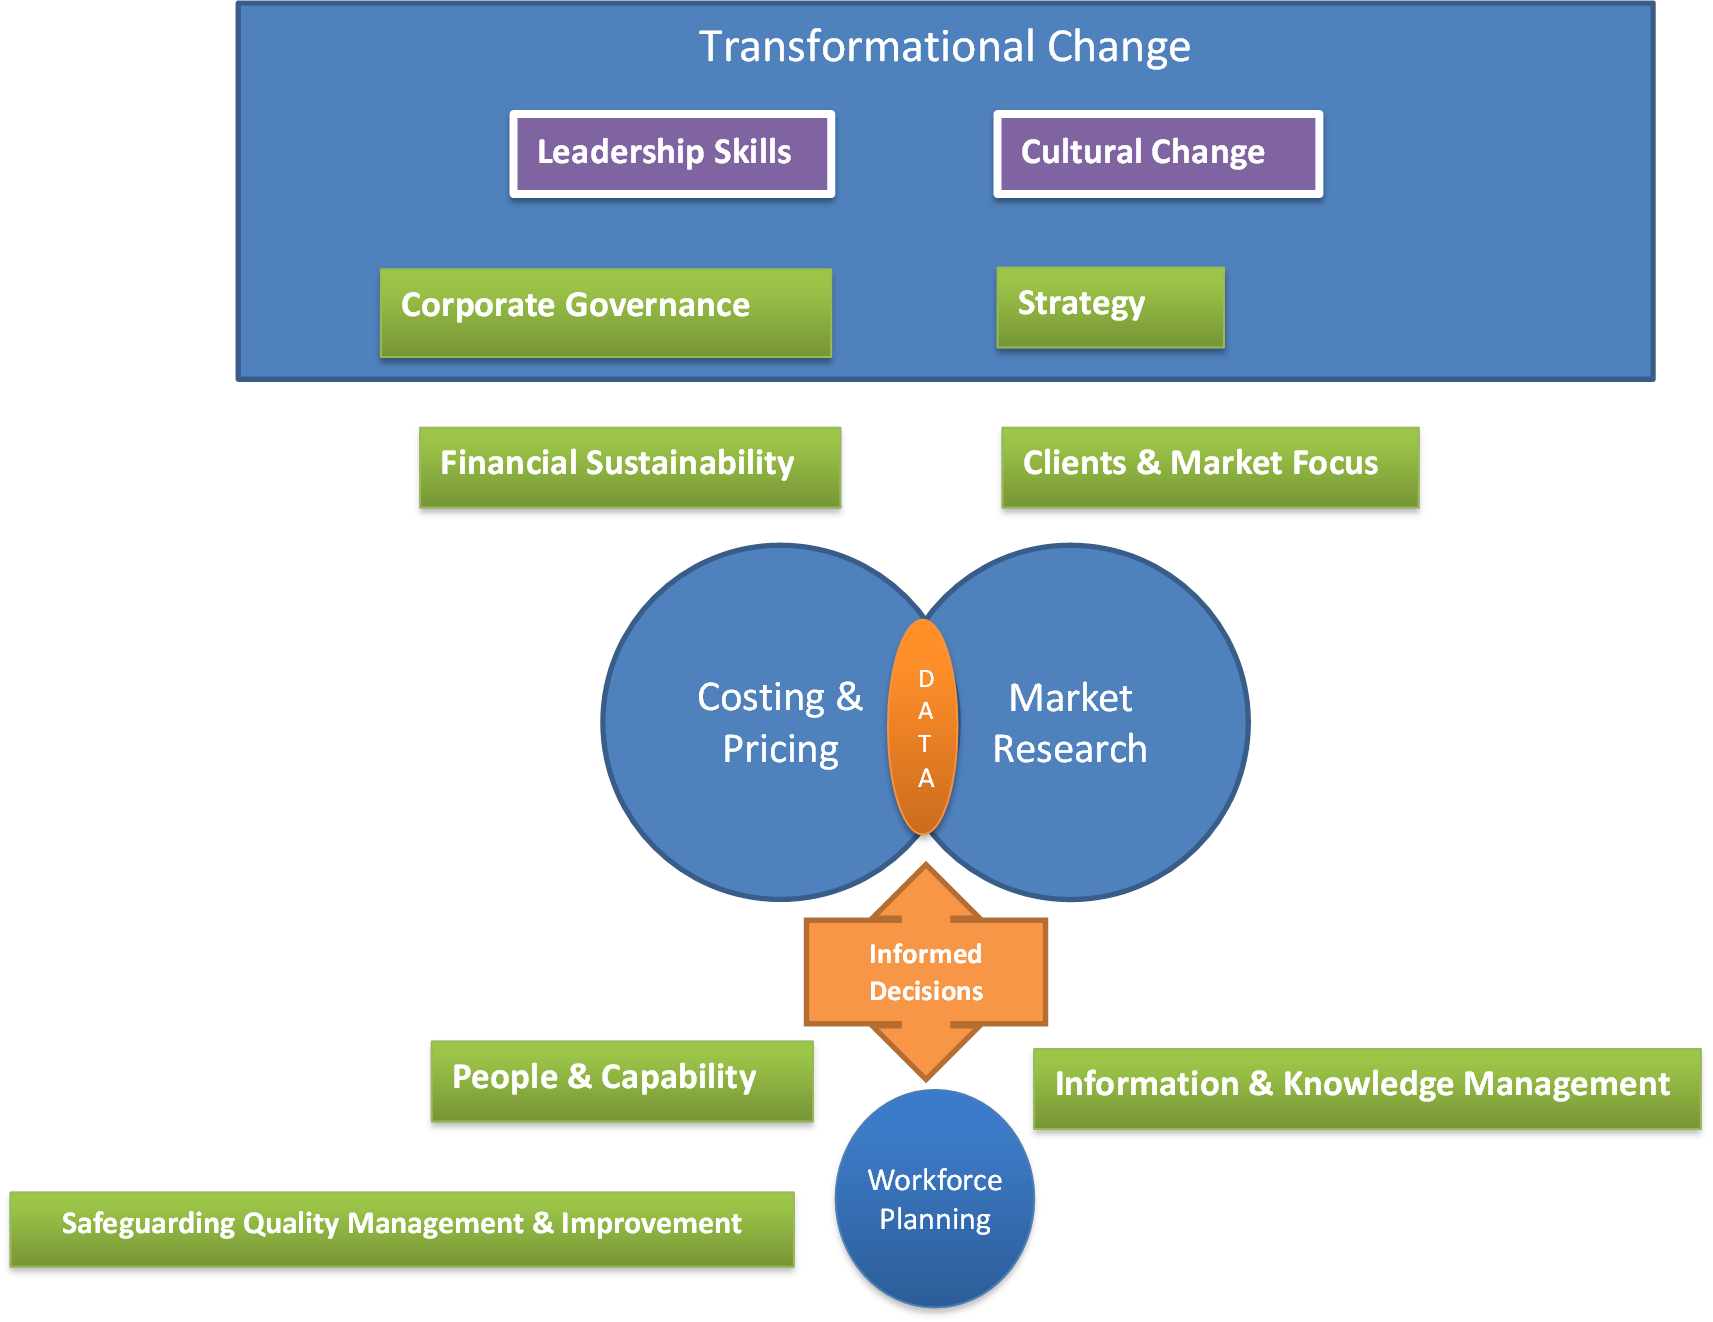 Transformational Change
Leadership Skills
Cultural Change
Corporate Governance
Strategy
Financial Sustainability
Clients & Market Focus
Costing &
Pricing
D
A
T
A
Market
Research
Informed
Decisions
People & Capability
Information & Knowledge Management
Workforce
Planning
Safeguarding Quality Management & Improvement